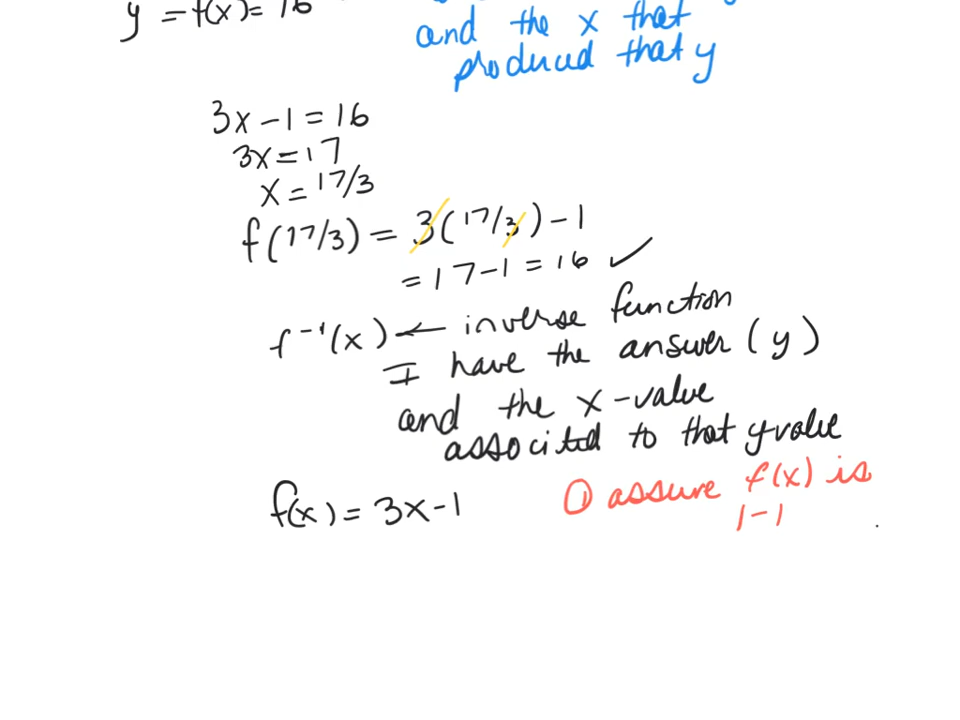 y = f(x) = 16
and the x that
produced that y
3x - 1 = 16
3x = 17
x = 17/3
f(17/3) = 3(17/3) - 1
= 17 - 1 = 16 ✓
f⁻¹(x) ← inverse function
I have the answer (y)
and the x-value
associted to that y value
f(x) = 3x - 1 ① assure f(x) is
1-1